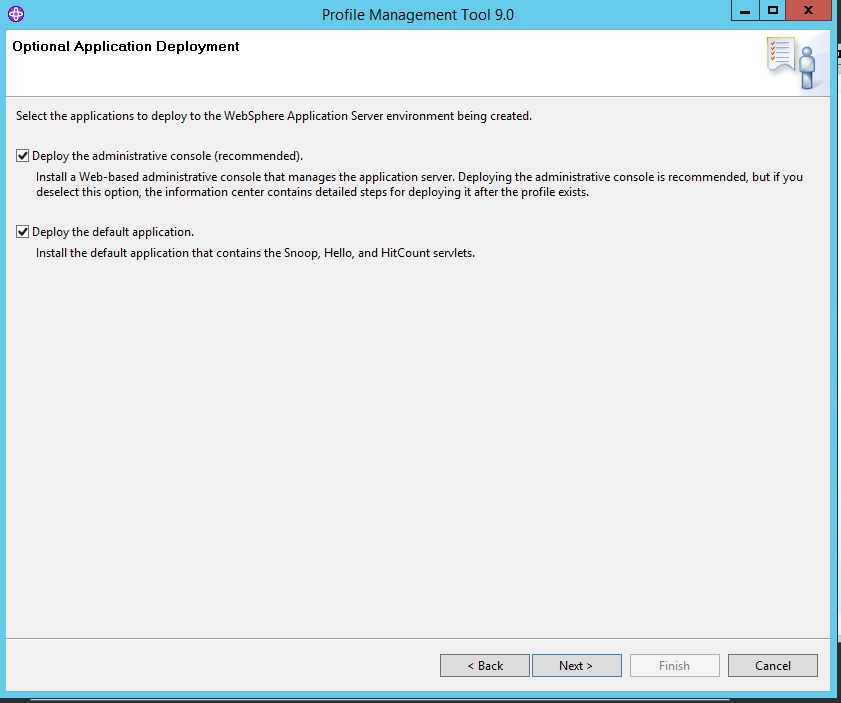 Profile Management Tool 9.0
Optional Application Deployment
Select the applications to deploy to the WebSphere Application Server environment being created.
Deploy the administrative console (recommended).
Install a Web-based administrative console that manages the application server. Deploying the administrative console is recommended, but if you
deselect this option, the information center contains detailed steps for deploying it after the profile exists.
Deploy the default application.
Install the default application that contains the Snoop, Hello, and HitCount servlets.
< Back
Next >
Finish
Cancel